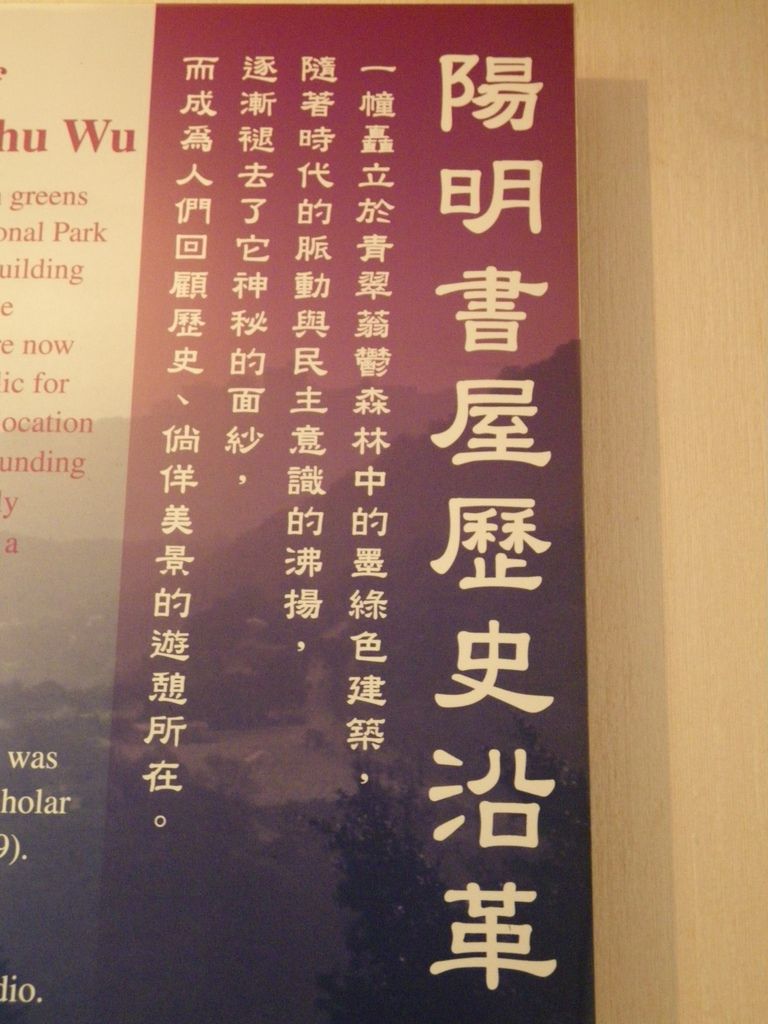 陽明書屋歷史沿革
一幢矗立於青翠蓊鬱森林中的墨綠色建築，
隨著時代的脈動與民主意識的沸揚，
逐漸褪去了它神秘的面紗，
而成為人們回顧歷史、倘佯美景的遊憩所在。
hu Wu
greens
onal Park
uilding
e
re now
lic for
ocation
unding
ly
a
was
holar
9).
dio.